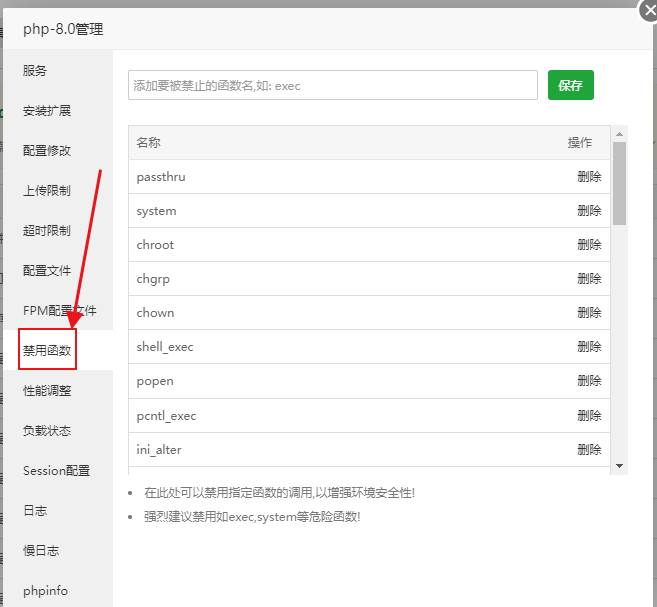 php-8.0管理
服务
安装扩展
配置修改
上传限制
超时限制
配置文件
FPM配置文件
禁用函数
性能调整
负载状态
Session配置
日志
慢日志
phpinfo
添加要被禁止的函数名,如: exec
保存
名称 操作
passthru 删除
system 删除
chroot 删除
chgrp 删除
chown 删除
shell_exec 删除
popen 删除
pcntl_exec 删除
ini_alter 删除
在此处可以禁用指定函数的调用,以增强环境安全性!
强烈建议禁用如exec,system等危险函数!